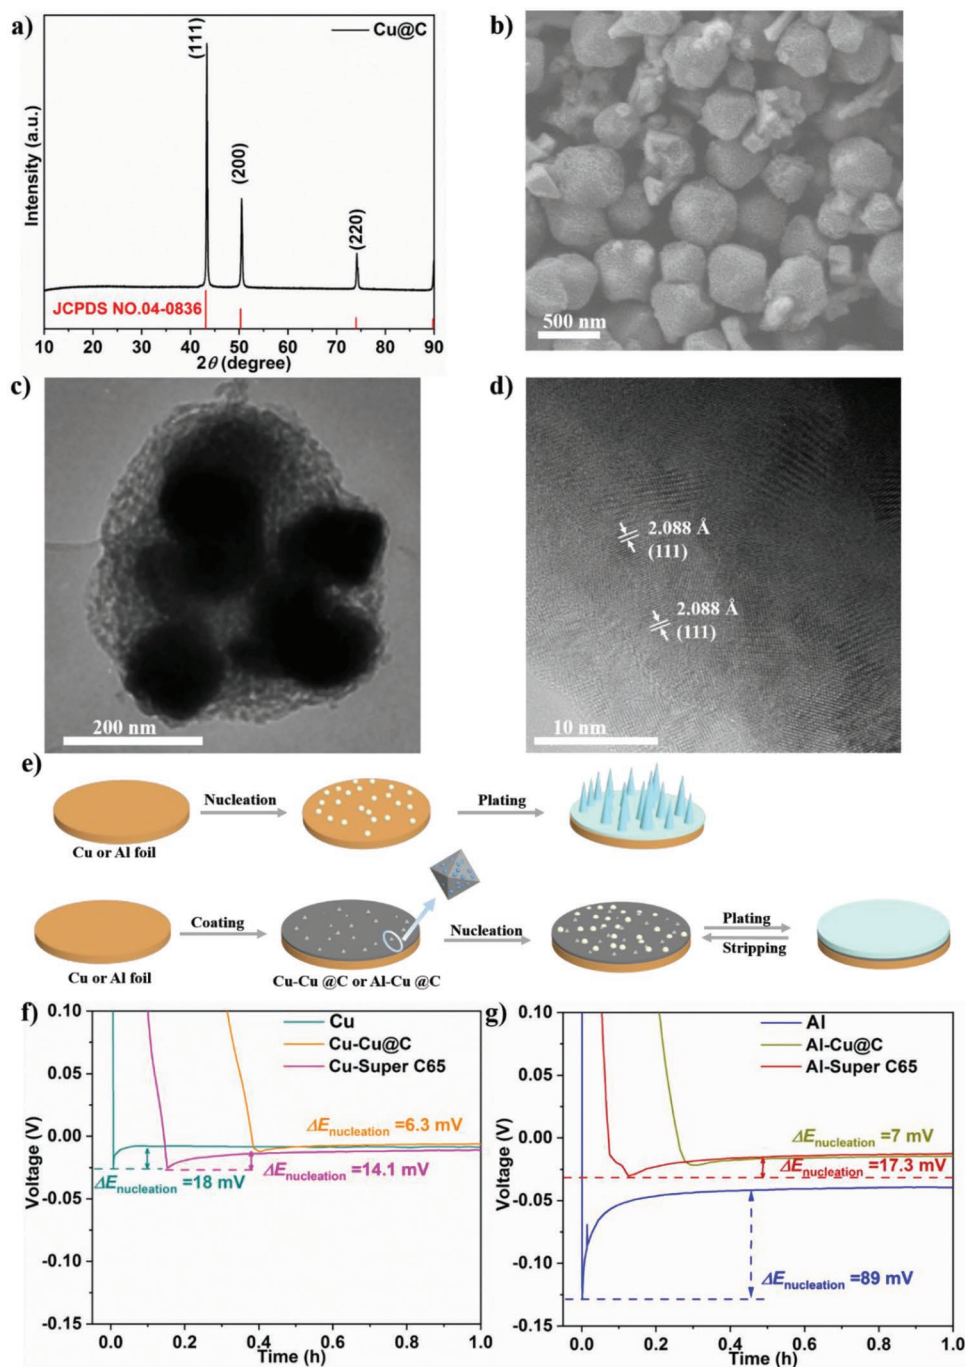 a)
Cu@C
(111)
(200)
(220)
Intensity (a.u.)
JCPDS NO.04-0836
10 20 30 40 50 60 70 80 90
2θ (degree)
b)
500 nm
c)
200 nm
d)
2.088 Å
(111)
2.088 Å
(111)
10 nm
e)
Nucleation
Plating
Cu or Al foil
Coating
Nucleation
Plating
Stripping
Cu or Al foil
Cu-Cu @C or Al-Cu @C
f)
0.10
0.05
0.00
-0.05
-0.10
-0.15
Voltage (V)
Cu
Cu-Cu@C
Cu-Super C65
ΔEnucleation =6.3 mV
ΔEnucleation =14.1 mV
ΔEnucleation =18 mV
0.0 0.2 0.4 0.6 0.8 1.0
Time (h)
g)
0.10
0.05
0.00
-0.05
-0.10
-0.15
Voltage (V)
Al
Al-Cu@C
Al-Super C65
ΔEnucleation =7 mV
ΔEnucleation =17.3 mV
ΔEnucleation =89 mV
0.0 0.2 0.4 0.6 0.8 1.0
Time (h)